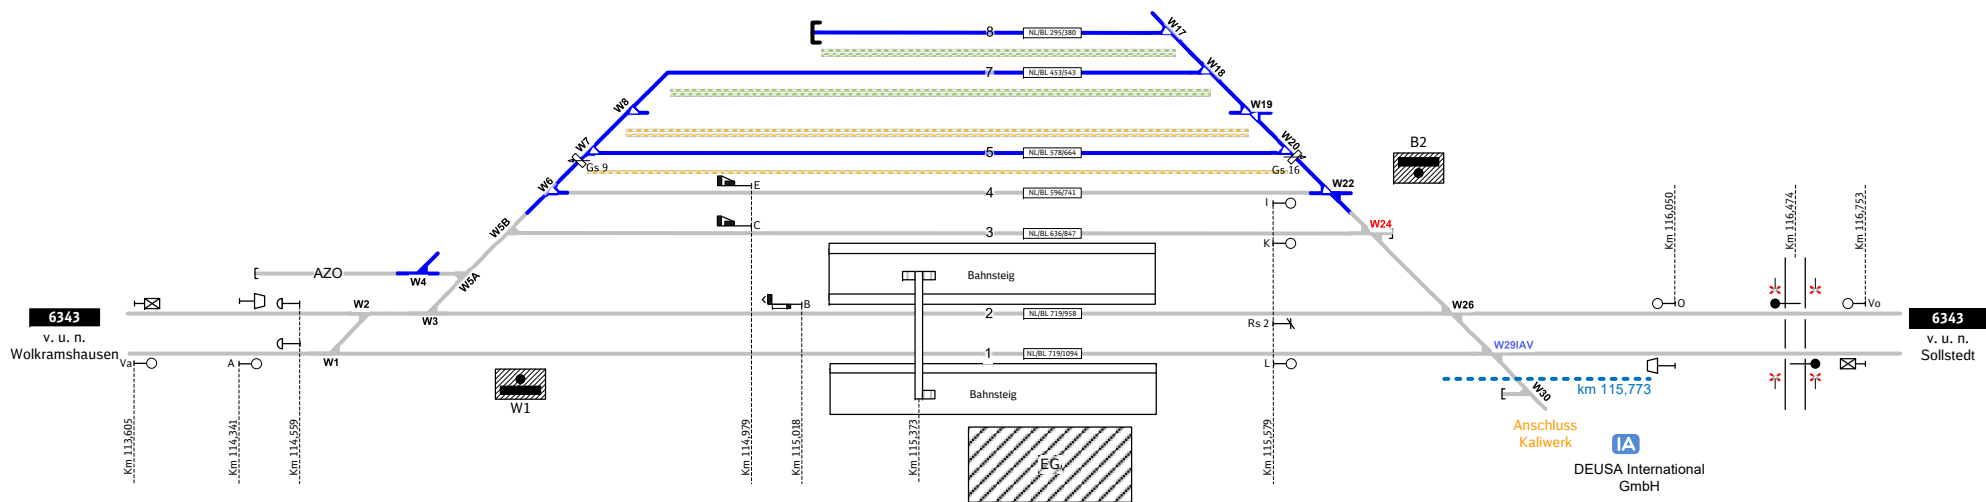 8
NL/BL 295/380
W17
7
NL/BL 453/543
W18
W8
W19
W7
5
NL/BL 578/664
W20
B2
Gs 9
Gs 16
W6
E
4
NL/BL 596/741
W22
I
W5B
C
3
NL/BL 636/847
W24
K
AZO
W4
W5A
Bahnsteig
Km 116,050
Km 116,474
Km 116,753
6343
v. u. n.
Wolkramshausen
W2
W3
B
2
NL/BL 719/958
Rs 2
W26
O
Vo
6343
v. u. n.
Sollstedt
Va
A
W1
1
NL/BL 719/1094
L
W29IAV
W1
Bahnsteig
km 115,773
W30
Anschluss
Kaliwerk
IA
DEUSA International
GmbH
EG
Km 113,605
Km 114,341
Km 114,559
Km 114,979
Km 115,018
Km 115,373
Km 115,579